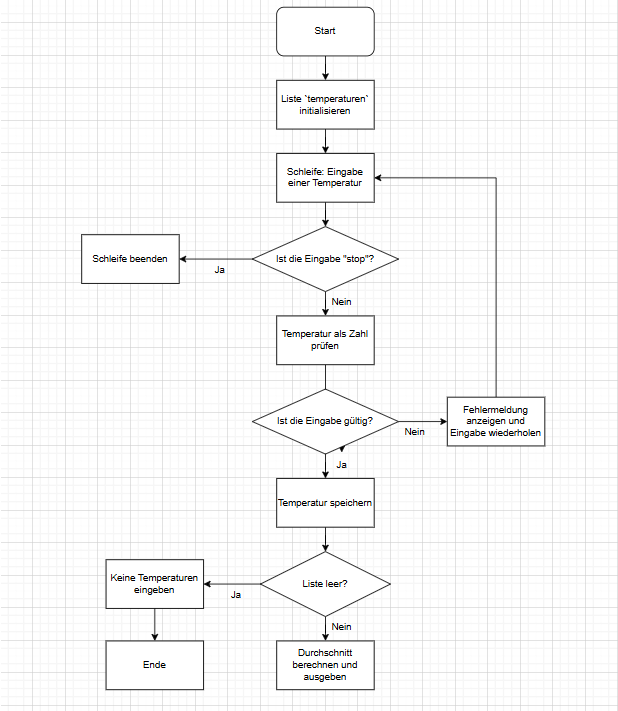 Start
Liste `temperaturen`
initialisieren
Schleife: Eingabe
einer Temperatur
Ist die Eingabe "stop"?
Schleife beenden
Ja
Nein
Temperatur als Zahl
prüfen
Ist die Eingabe gültig?
Nein
Fehlermeldung
anzeigen und
Eingabe wiederholen
Ja
Temperatur speichern
Liste leer?
Ja
Keine Temperaturen
eingeben
Nein
Ende
Durchschnitt
berechnen und
ausgeben